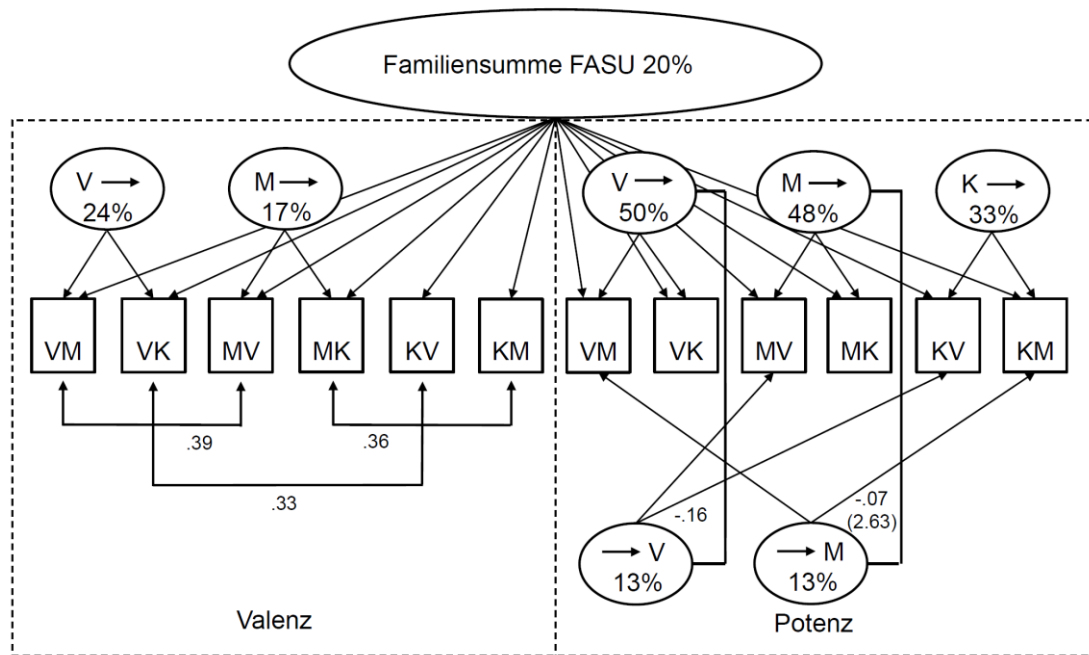 Familiensumme FASU 20%
V →
24%
M →
17%
V →
50%
M →
48%
K →
33%
VM
VK
MV
MK
KV
KM
VM
VK
MV
MK
KV
KM
.39
.36
.33
-.16
-.07
(2.63)
→ V
13%
→ M
13%
Valenz
Potenz